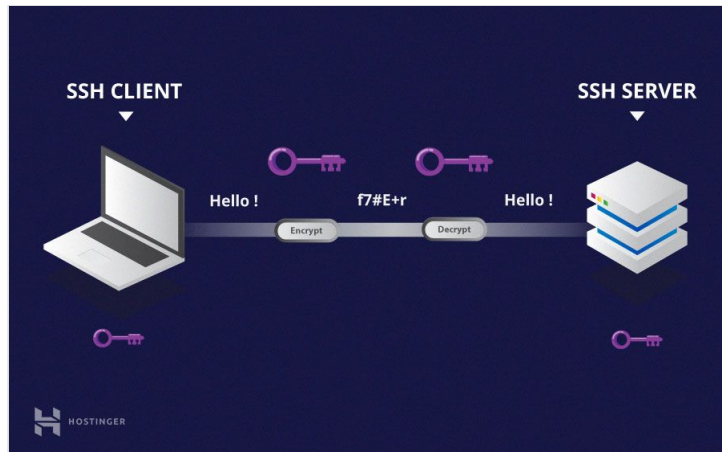 SSH CLIENT
SSH SERVER
Hello !
f7#E+r
Hello !
Encrypt
Decrypt
HOSTINGER